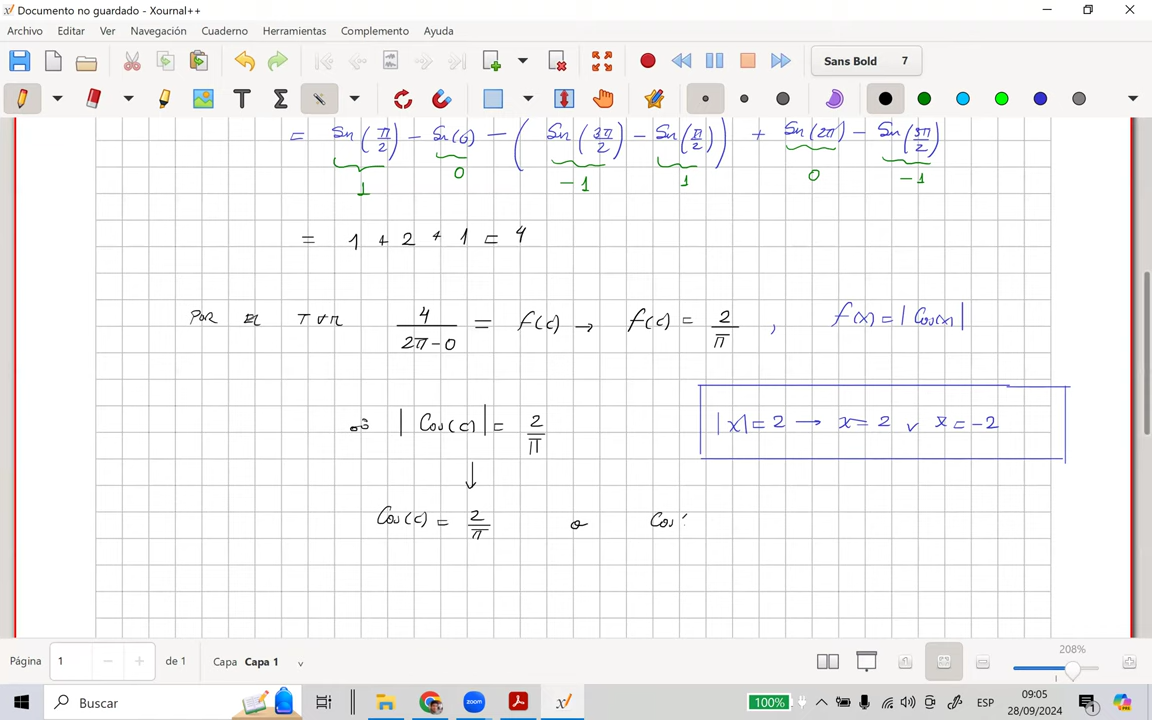 Documento no guardado - Xournal++
Archivo Editar Ver Navegación Cuaderno Herramientas Complemento Ayuda
Sans Bold 7
= Sn(π/2) - Sn(0) - (Sn(3π/2) - Sn(π/2)) + Sn(2π) - Sn(3π/2)
1 0 -1 1 0 -1
= 1 + 2 + 1 = 4
POR EL TVM 4/(2π-0) = f(c) → f(c) = 2/π , f(x) = |Cos(x)|
∴ |Cos(c)| = 2/π |x| = 2 → x = 2 ∨ x = -2
↓
Cos(c) = 2/π o Cos(
Página 1 de 1 Capa Capa 1 208%
Buscar 100% ESP 09:05
28/09/2024